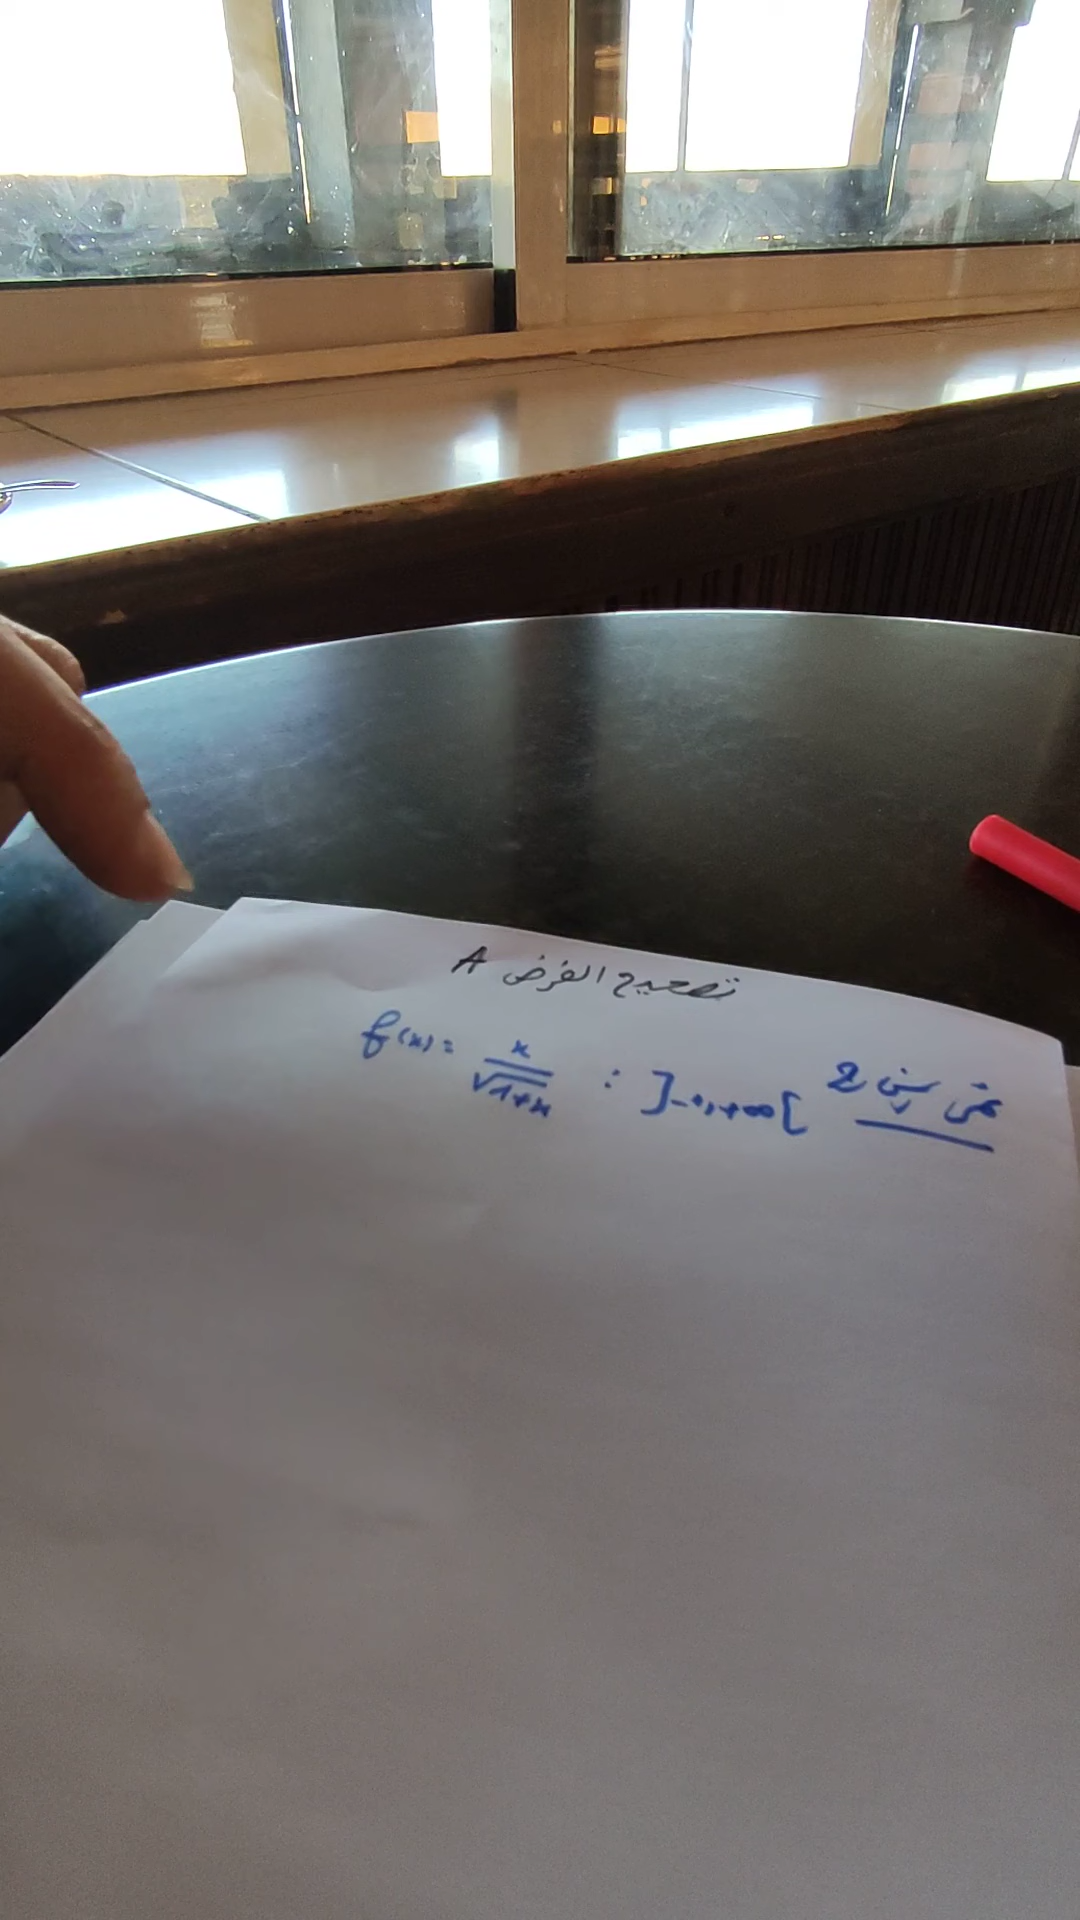 تصحيح الفرض A
تمرين 2 ]-1,+∞[ : f(x) = x/√(1+x)